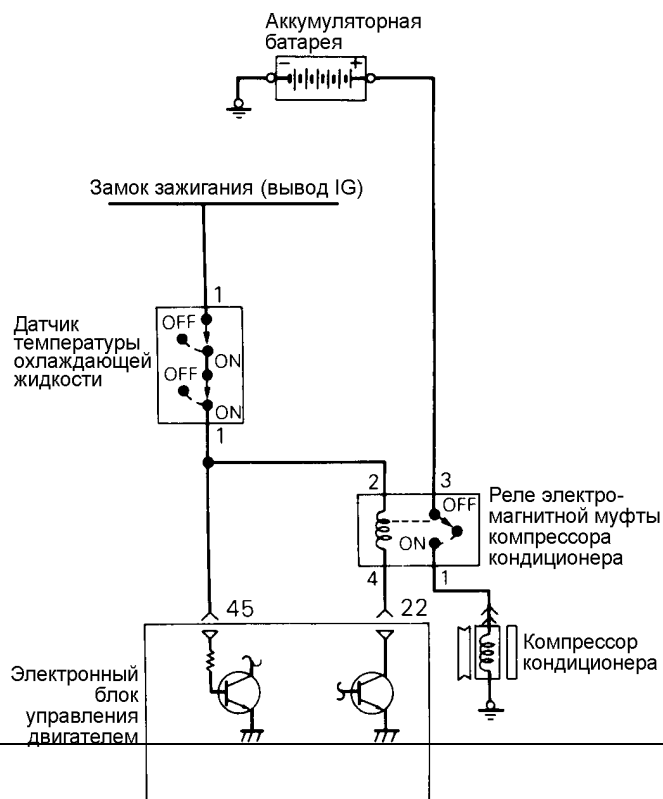 Аккумуляторная
батарея
− +
Замок зажигания (вывод IG)
1
OFF
ON
OFF
ON
1
Датчик
температуры
охлаждающей
жидкости
2
3
OFF
ON
4
1
Реле электро-
магнитной муфты
компрессора
кондиционера
45
22
Компрессор
кондиционера
Электронный
блок
управления
двигателем